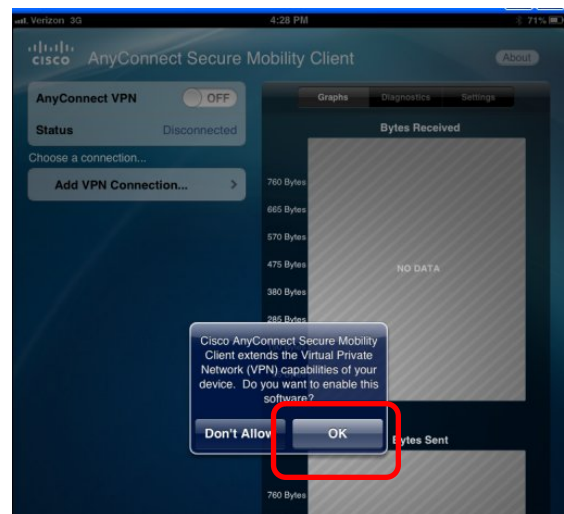 Verizon 3G 4:28 PM 71%
CISCO AnyConnect Secure Mobility Client About
AnyConnect VPN OFF
Status Disconnected
Choose a connection...
Add VPN Connection...
Graphs Diagnostics Settings
Bytes Received
760 Bytes
665 Bytes
570 Bytes
475 Bytes
380 Bytes
285 Bytes
NO DATA
Cisco AnyConnect Secure Mobility
Client extends the Virtual Private
Network (VPN) capabilities of your
device. Do you want to enable this
software?
Don't Allow
OK
Bytes Sent
760 Bytes